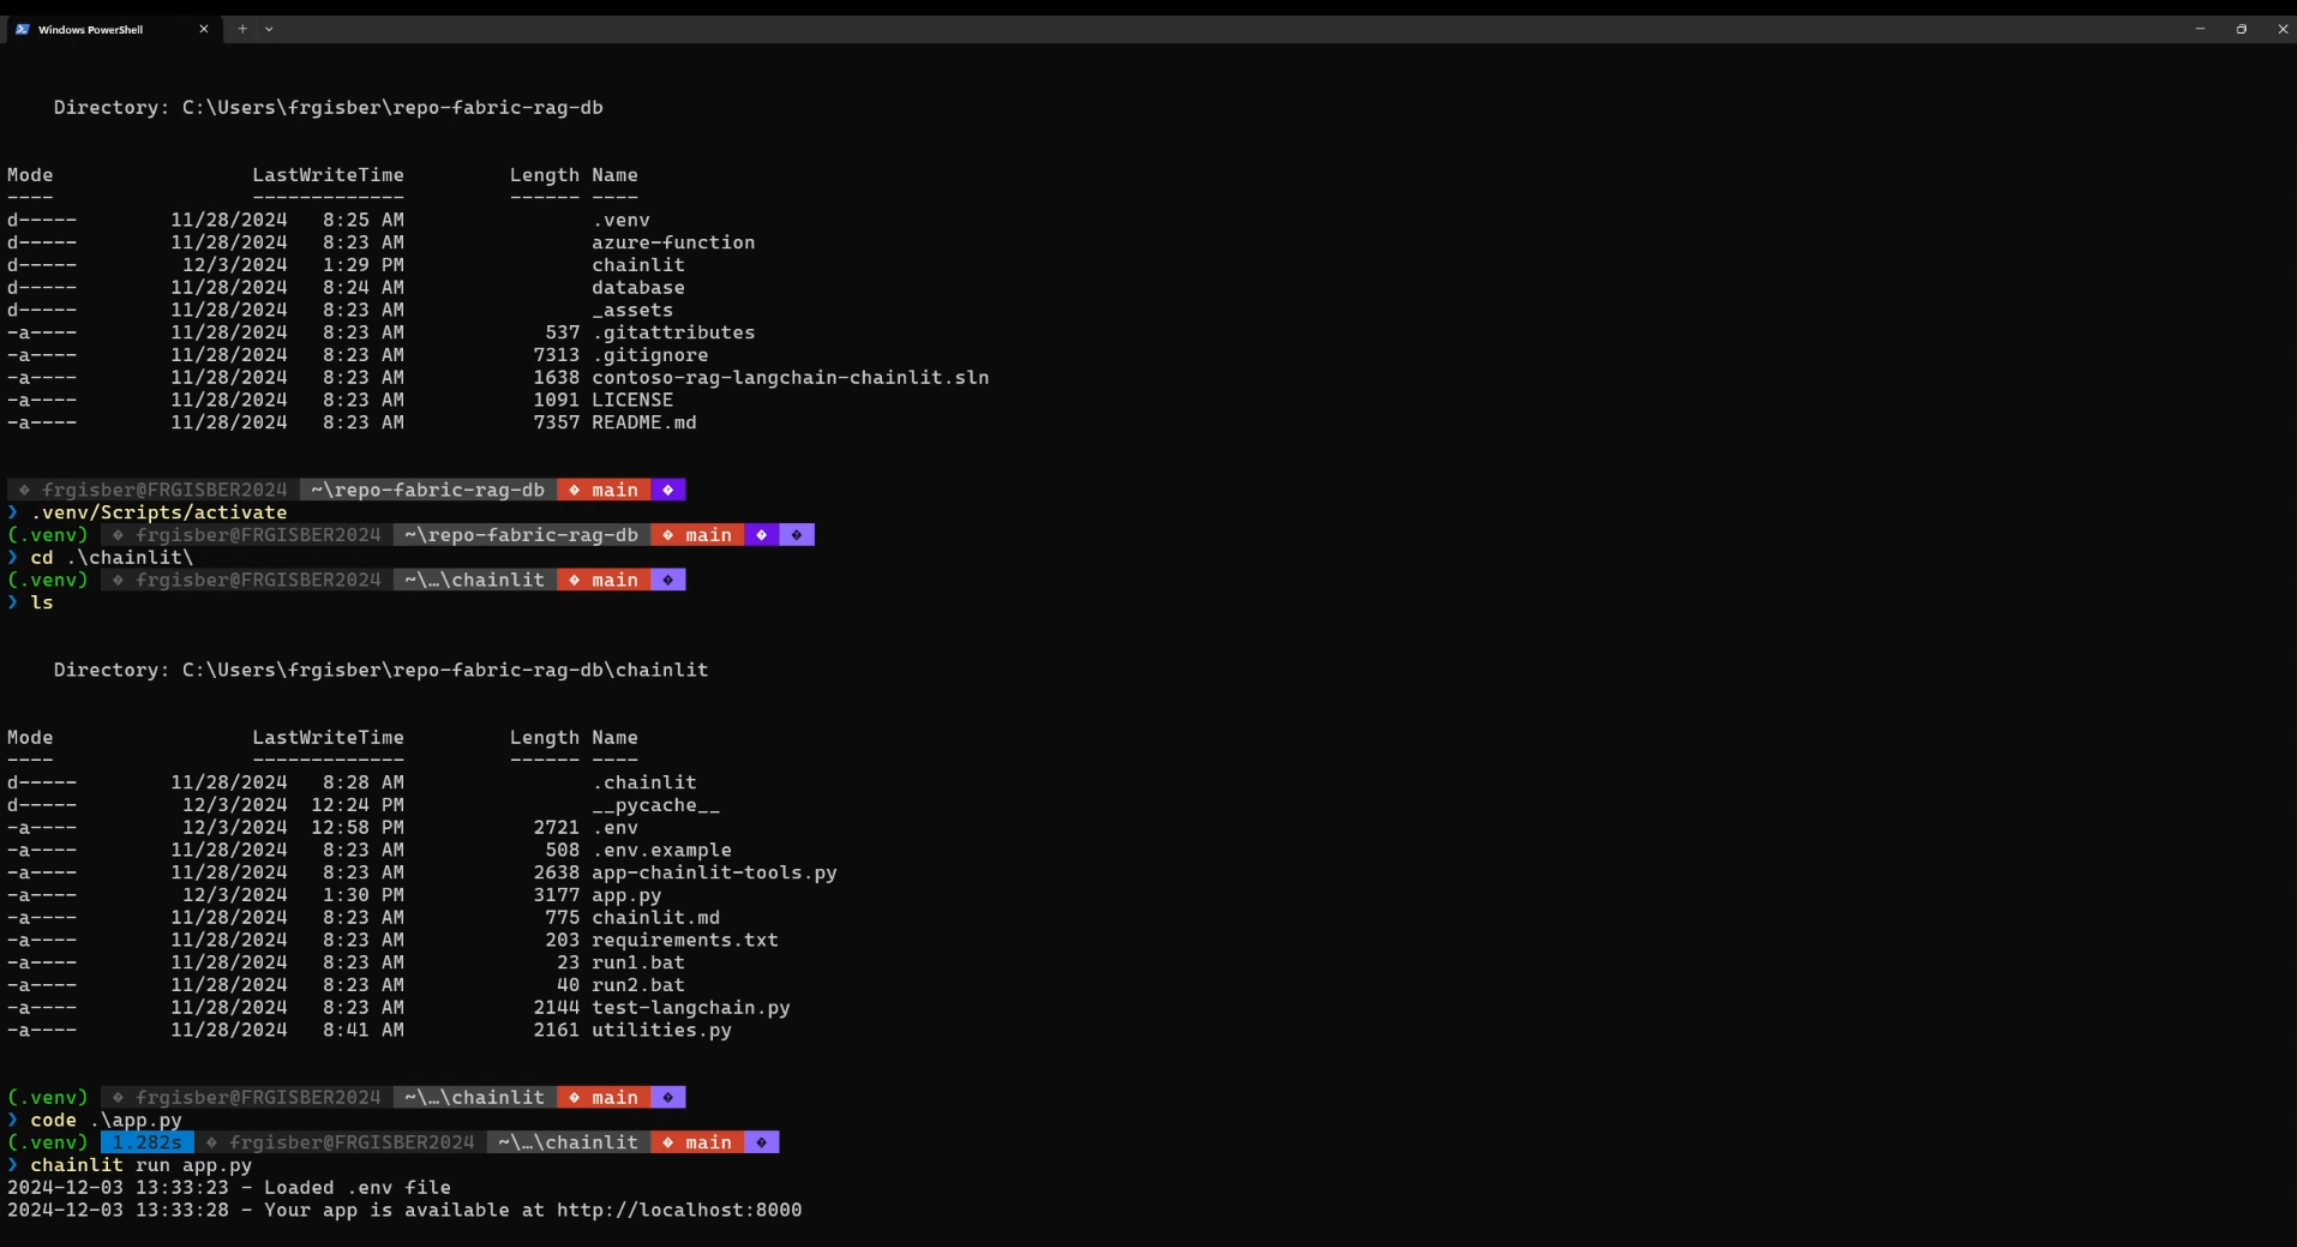 Windows PowerShell
Directory: C:\Users\frgisber\repo-fabric-rag-db
Mode LastWriteTime Length Name
---- ------------- ------ ----
d----- 11/28/2024 8:25 AM .venv
d----- 11/28/2024 8:23 AM azure-function
d----- 12/3/2024 1:29 PM chainlit
d----- 11/28/2024 8:24 AM database
d----- 11/28/2024 8:23 AM _assets
-a---- 11/28/2024 8:23 AM 537 .gitattributes
-a---- 11/28/2024 8:23 AM 7313 .gitignore
-a---- 11/28/2024 8:23 AM 1638 contoso-rag-langchain-chainlit.sln
-a---- 11/28/2024 8:23 AM 1091 LICENSE
-a---- 11/28/2024 8:23 AM 7357 README.md
� frgisber@FRGISBER2024 ~\repo-fabric-rag-db � main �
❯ .venv/Scripts/activate
(.venv) � frgisber@FRGISBER2024 ~\repo-fabric-rag-db � main � �
❯ cd .\chainlit\
(.venv) � frgisber@FRGISBER2024 ~\…\chainlit � main �
❯ ls
Directory: C:\Users\frgisber\repo-fabric-rag-db\chainlit
Mode LastWriteTime Length Name
---- ------------- ------ ----
d----- 11/28/2024 8:28 AM .chainlit
d----- 12/3/2024 12:24 PM __pycache__
-a---- 12/3/2024 12:58 PM 2721 .env
-a---- 11/28/2024 8:23 AM 508 .env.example
-a---- 11/28/2024 8:23 AM 2638 app-chainlit-tools.py
-a---- 12/3/2024 1:30 PM 3177 app.py
-a---- 11/28/2024 8:23 AM 775 chainlit.md
-a---- 11/28/2024 8:23 AM 203 requirements.txt
-a---- 11/28/2024 8:23 AM 23 run1.bat
-a---- 11/28/2024 8:23 AM 40 run2.bat
-a---- 11/28/2024 8:23 AM 2144 test-langchain.py
-a---- 11/28/2024 8:41 AM 2161 utilities.py
(.venv) � frgisber@FRGISBER2024 ~\…\chainlit � main �
❯ code .\app.py
(.venv) 1.282s � frgisber@FRGISBER2024 ~\…\chainlit � main �
❯ chainlit run app.py
2024-12-03 13:33:23 - Loaded .env file
2024-12-03 13:33:28 - Your app is available at http://localhost:8000